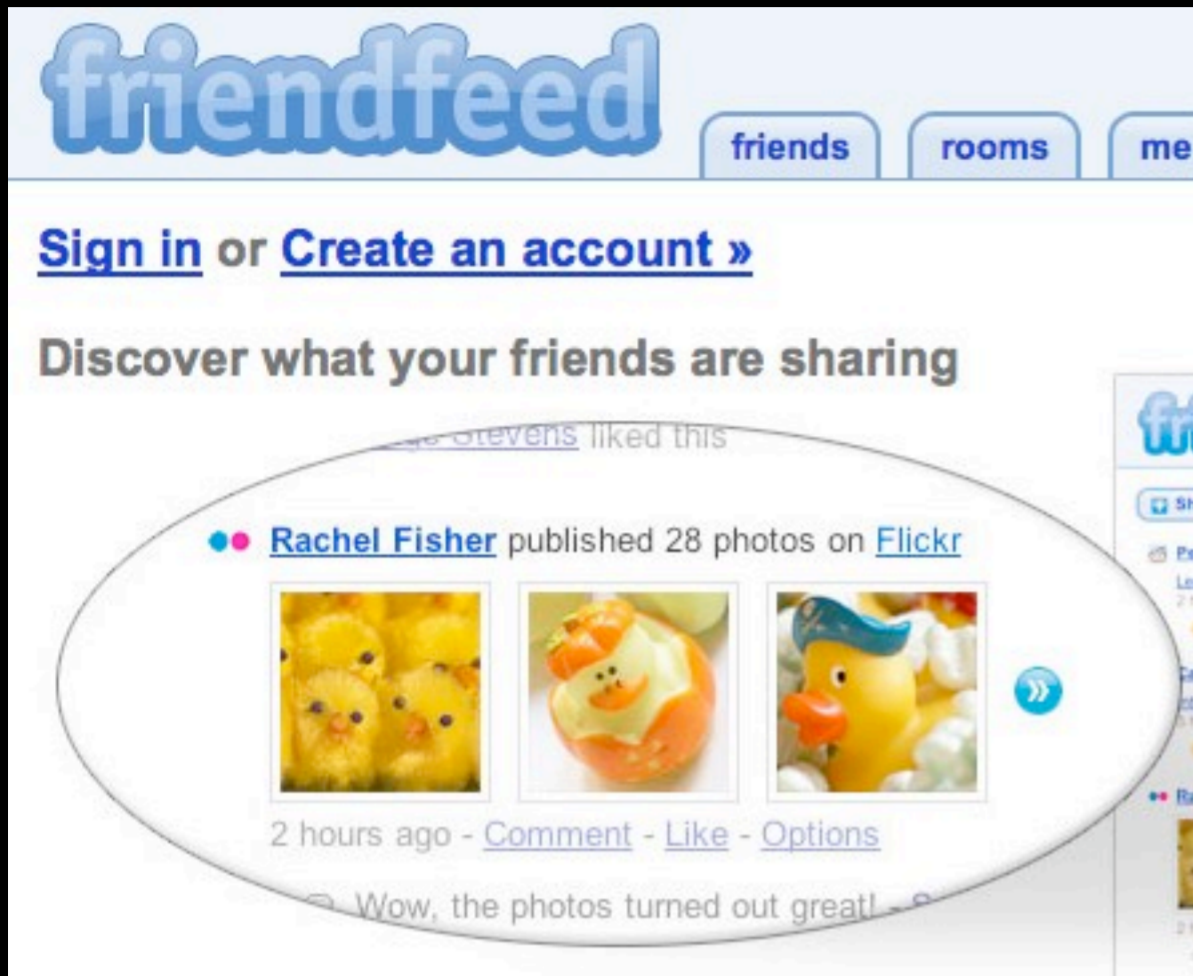 friendfeed
friends rooms me
Sign in or Create an account »
Discover what your friends are sharing
Stevens liked this
Rachel Fisher published 28 photos on Flickr
»
2 hours ago - Comment - Like - Options
Wow, the photos turned out great! -